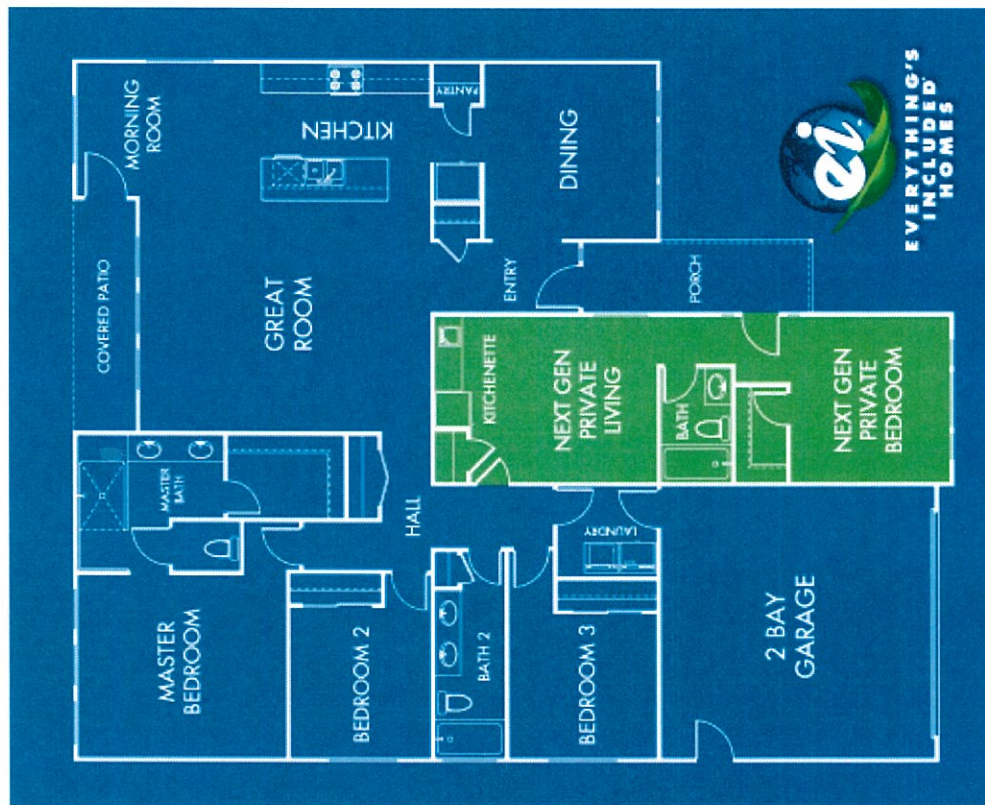 MORNING
ROOM
COVERED PATIO
KITCHEN
PANTRY
DINING
GREAT
ROOM
ENTRY
PORCH
KITCHENETTE
NEXT GEN
PRIVATE
LIVING
BATH
NEXT GEN
PRIVATE
BEDROOM
MASTER
BATH
HALL
LAUNDRY
MASTER
BEDROOM
BEDROOM 2
BATH 2
BEDROOM 3
2 BAY
GARAGE
ei
EVERYTHING'S
INCLUDED
HOMES